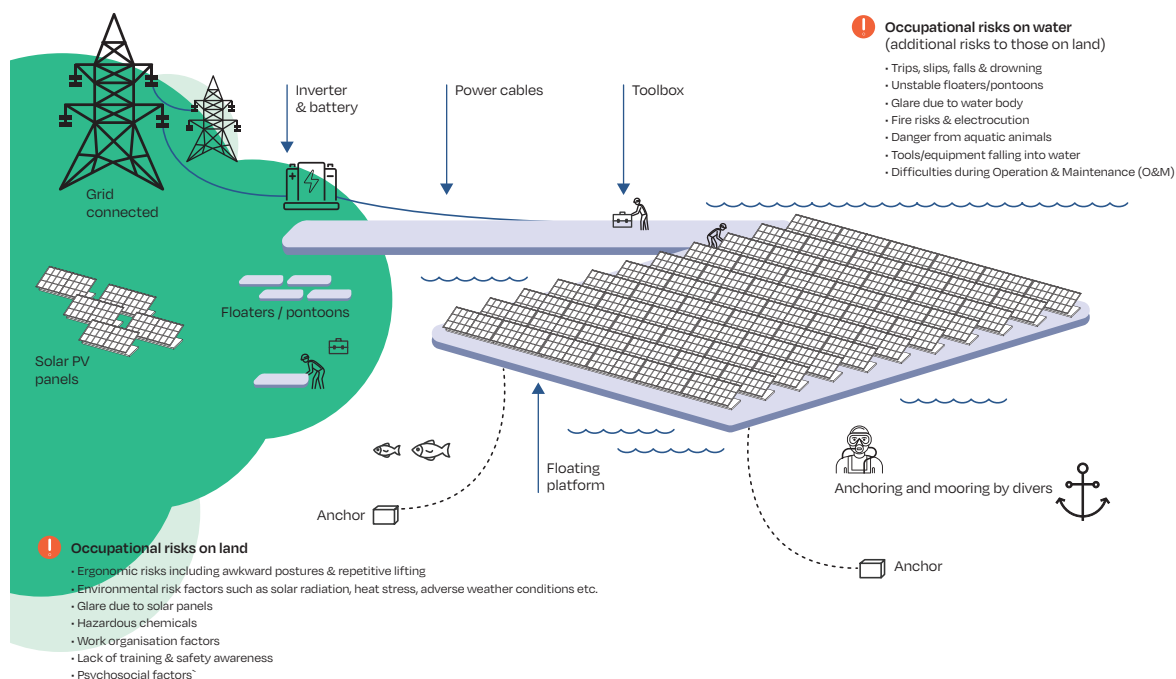 Occupational risks on water
(additional risks to those on land)
• Trips, slips, falls & drowning
• Unstable floaters/pontoons
• Glare due to water body
• Fire risks & electrocution
• Danger from aquatic animals
• Tools/equipment falling into water
• Difficulties during Operation & Maintenance (O&M)
Inverter
& battery
Power cables
Toolbox
Grid
connected
Floaters / pontoons
Solar PV
panels
Floating
platform
Anchoring and mooring by divers
Anchor
Anchor
Occupational risks on land
• Ergonomic risks including awkward postures & repetitive lifting
• Environmental risk factors such as solar radiation, heat stress, adverse weather conditions etc.
• Glare due to solar panels
• Hazardous chemicals
• Work organisation factors
• Lack of training & safety awareness
• Psychosocial factors`